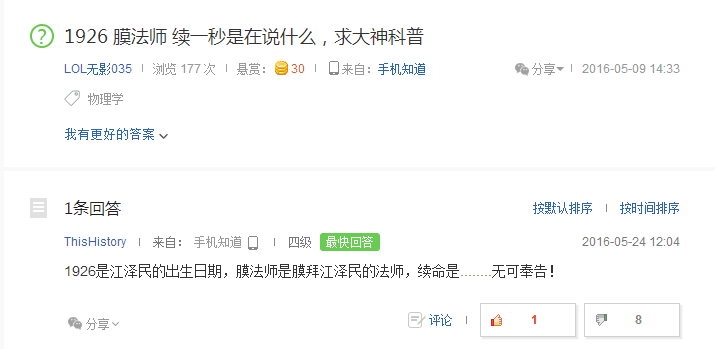 1926 膜法师 续一秒是在说什么，求大神科普
LOL无影035 浏览 177 次 悬赏： 30 来自：手机知道 分享 2016-05-09 14:33
物理学
我有更好的答案
1条回答 按默认排序 按时间排序
ThisHistory 来自： 手机知道 四级 最快回答 2016-05-24 12:04
1926是江泽民的出生日期，膜法师是膜拜江泽民的法师，续命是........无可奉告！
分享 评论 1 8